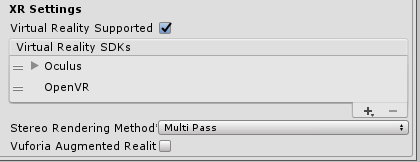 XR Settings
Virtual Reality Supported
Virtual Reality SDKs
Oculus
OpenVR
Stereo Rendering Method*
Multi Pass
Vuforia Augmented Realit